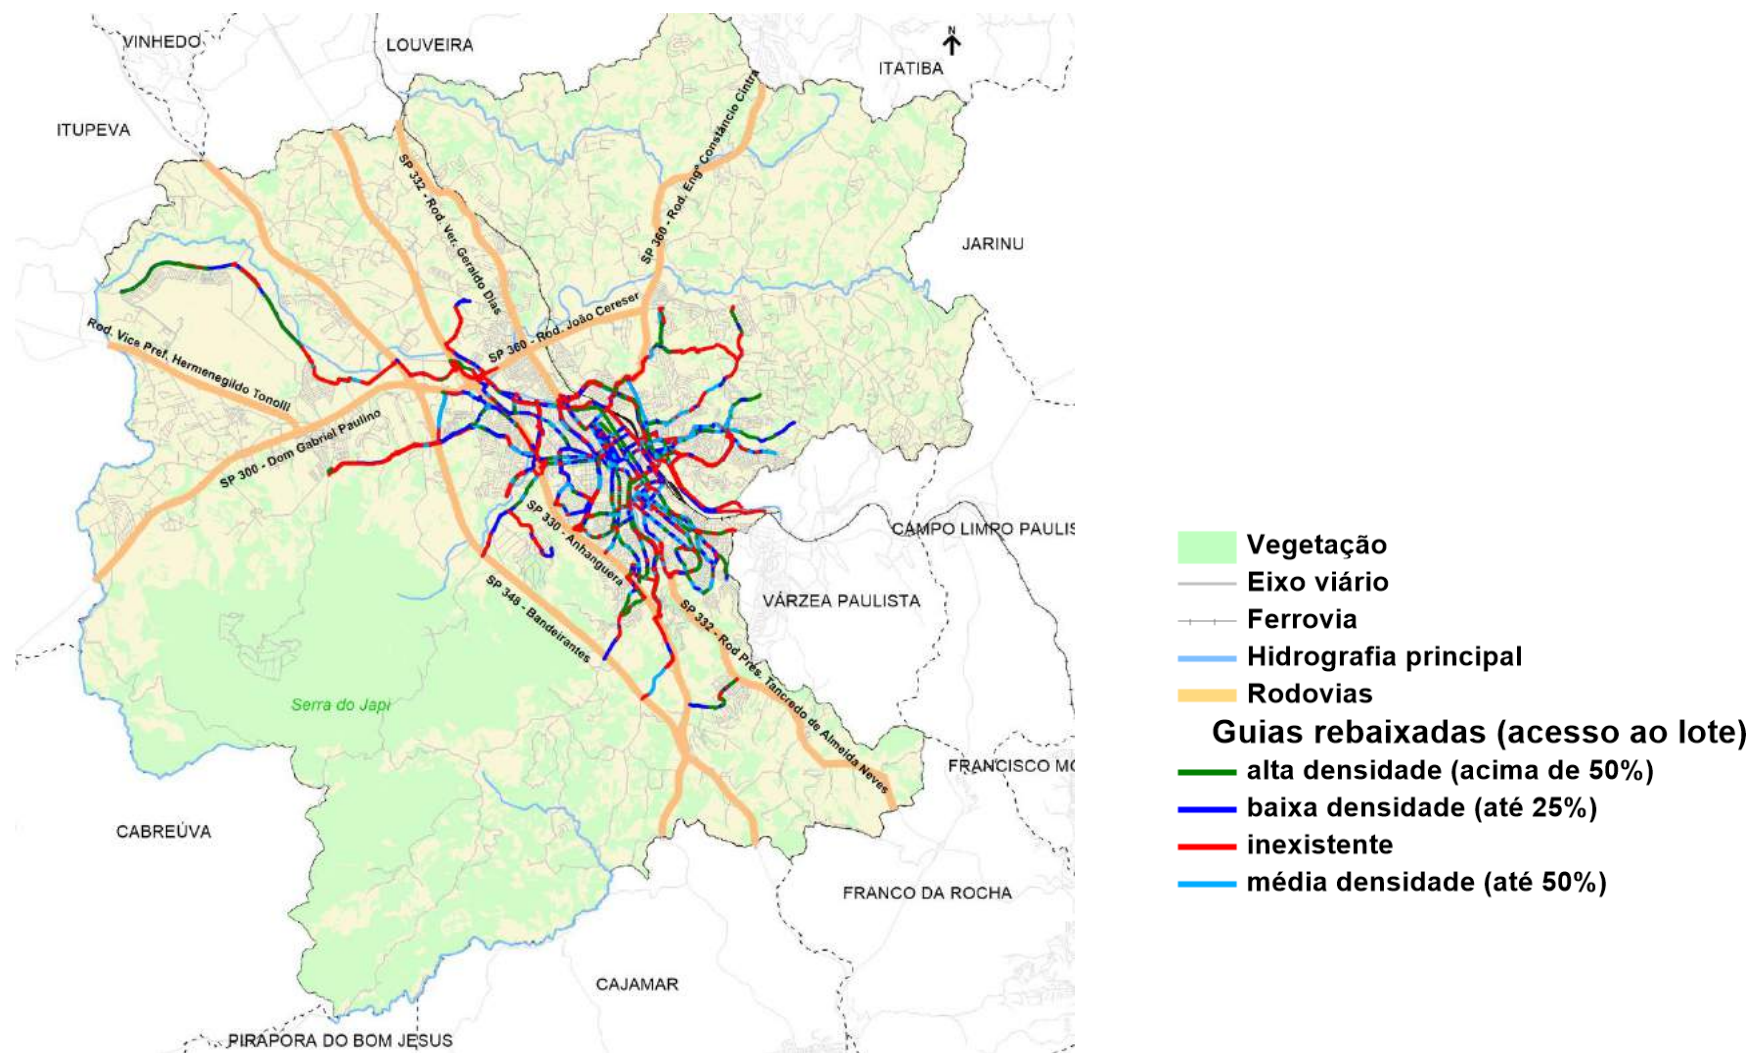 VINHEDO
LOUVEIRA
N
ITATIBA
ITUPEVA
JARINU
SP 332 - Rod. Ver. Geraldo Dias
SP 360 - Rod. Engº Constâncio Cintra
SP 360 - Rod. João Cereser
Rod. Vice Pref. Hermenegildo Tonolli
SP 300 - Dom Gabriel Paulino
SP 330 - Anhanguera
SP 348 - Bandeirantes
SP 332 - Rod Pres. Tancredo de Almeida Neves
CAMPO LIMPO PAULIS
VÁRZEA PAULISTA
Serra do Japi
FRANCISCO MO
CABREÚVA
FRANCO DA ROCHA
CAJAMAR
PIRAPORA DO BOM JESUS
Vegetação
Eixo viário
Ferrovia
Hidrografia principal
Rodovias
Guias rebaixadas (acesso ao lote)
alta densidade (acima de 50%)
baixa densidade (até 25%)
inexistente
média densidade (até 50%)